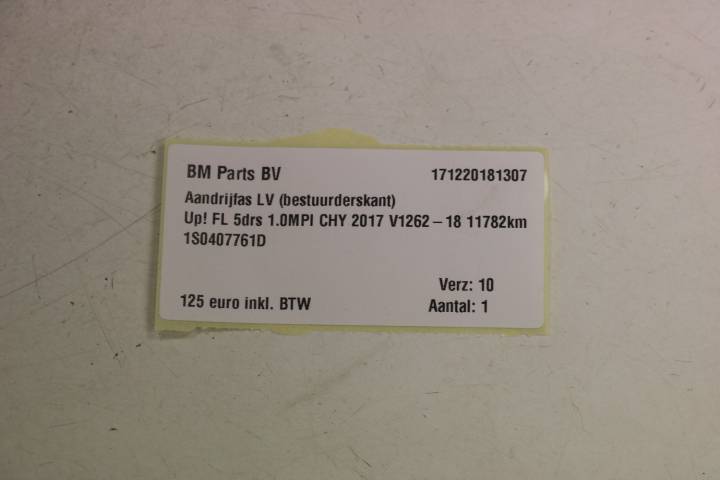 BM Parts BV 171220181307
Aandrijfas LV (bestuurderskant)
Up! FL 5drs 1.0MPI CHY 2017 V1262 – 18 11782km
1S0407761D
Verz: 10
125 euro inkl. BTW Aantal: 1